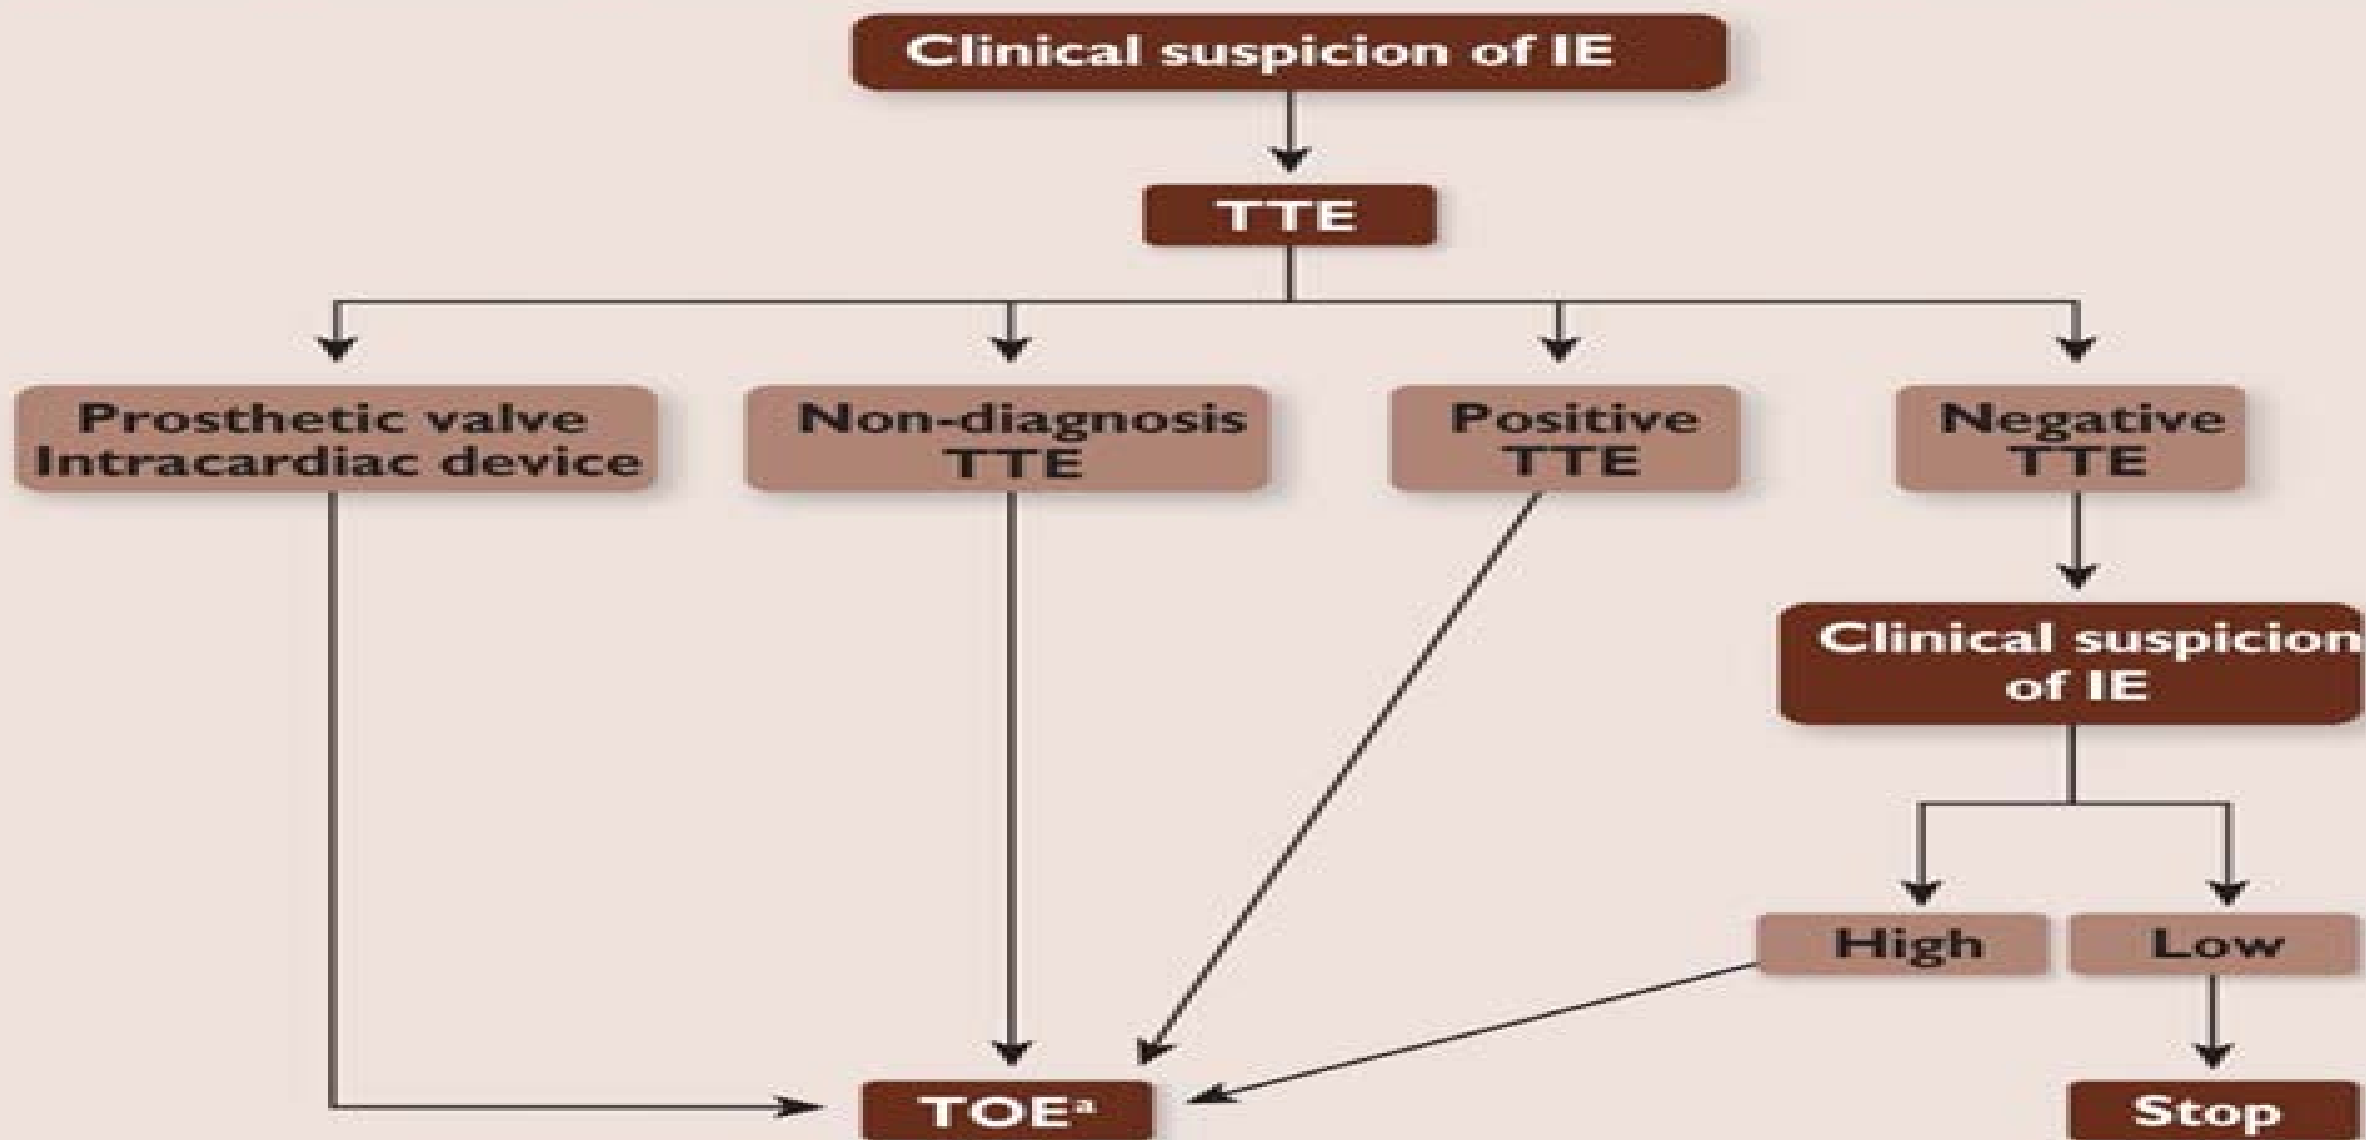 Clinical suspicion of IE
TTE
Prosthetic valve
Intracardiac device
Non-diagnosis
TTE
Positive
TTE
Negative
TTE
Clinical suspicion
of IE
High
Low
TOEª
Stop